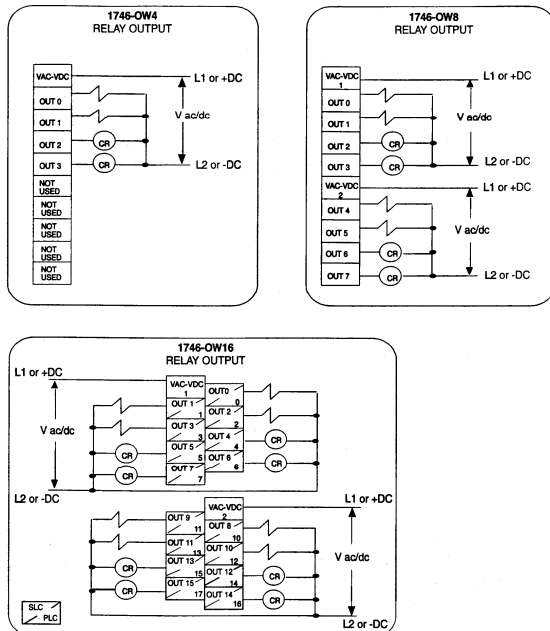 1746-OW4
RELAY OUTPUT
VAC-VDC
L1 or +DC
OUT 0
OUT 1
V ac/dc
OUT 2
CR
OUT 3
CR
L2 or -DC
NOT
USED
NOT
USED
NOT
USED
NOT
USED
NOT
USED
1746-OW8
RELAY OUTPUT
VAC-VDC
1
L1 or +DC
OUT 0
OUT 1
V ac/dc
OUT 2
CR
OUT 3
CR
L2 or -DC
VAC-VDC
2
L1 or +DC
OUT 4
OUT 5
V ac/dc
OUT 6
CR
OUT 7
CR
L2 or -DC
1746-OW16
RELAY OUTPUT
L1 or +DC
VAC-VDC
1
OUT0
0
OUT 1
1
OUT 2
2
V ac/dc
OUT 3
3
OUT 4
4
CR
CR
OUT 5
5
OUT 6
6
CR
CR
OUT 7
7
L2 or -DC
L1 or +DC
VAC-VDC
2
OUT 9
11
OUT 8
10
OUT 11
13
OUT 10
12
V ac/dc
CR
OUT 13
15
OUT 12
14
CR
CR
OUT 15
17
OUT 14
16
CR
SLC
PLC
L2 or -DC